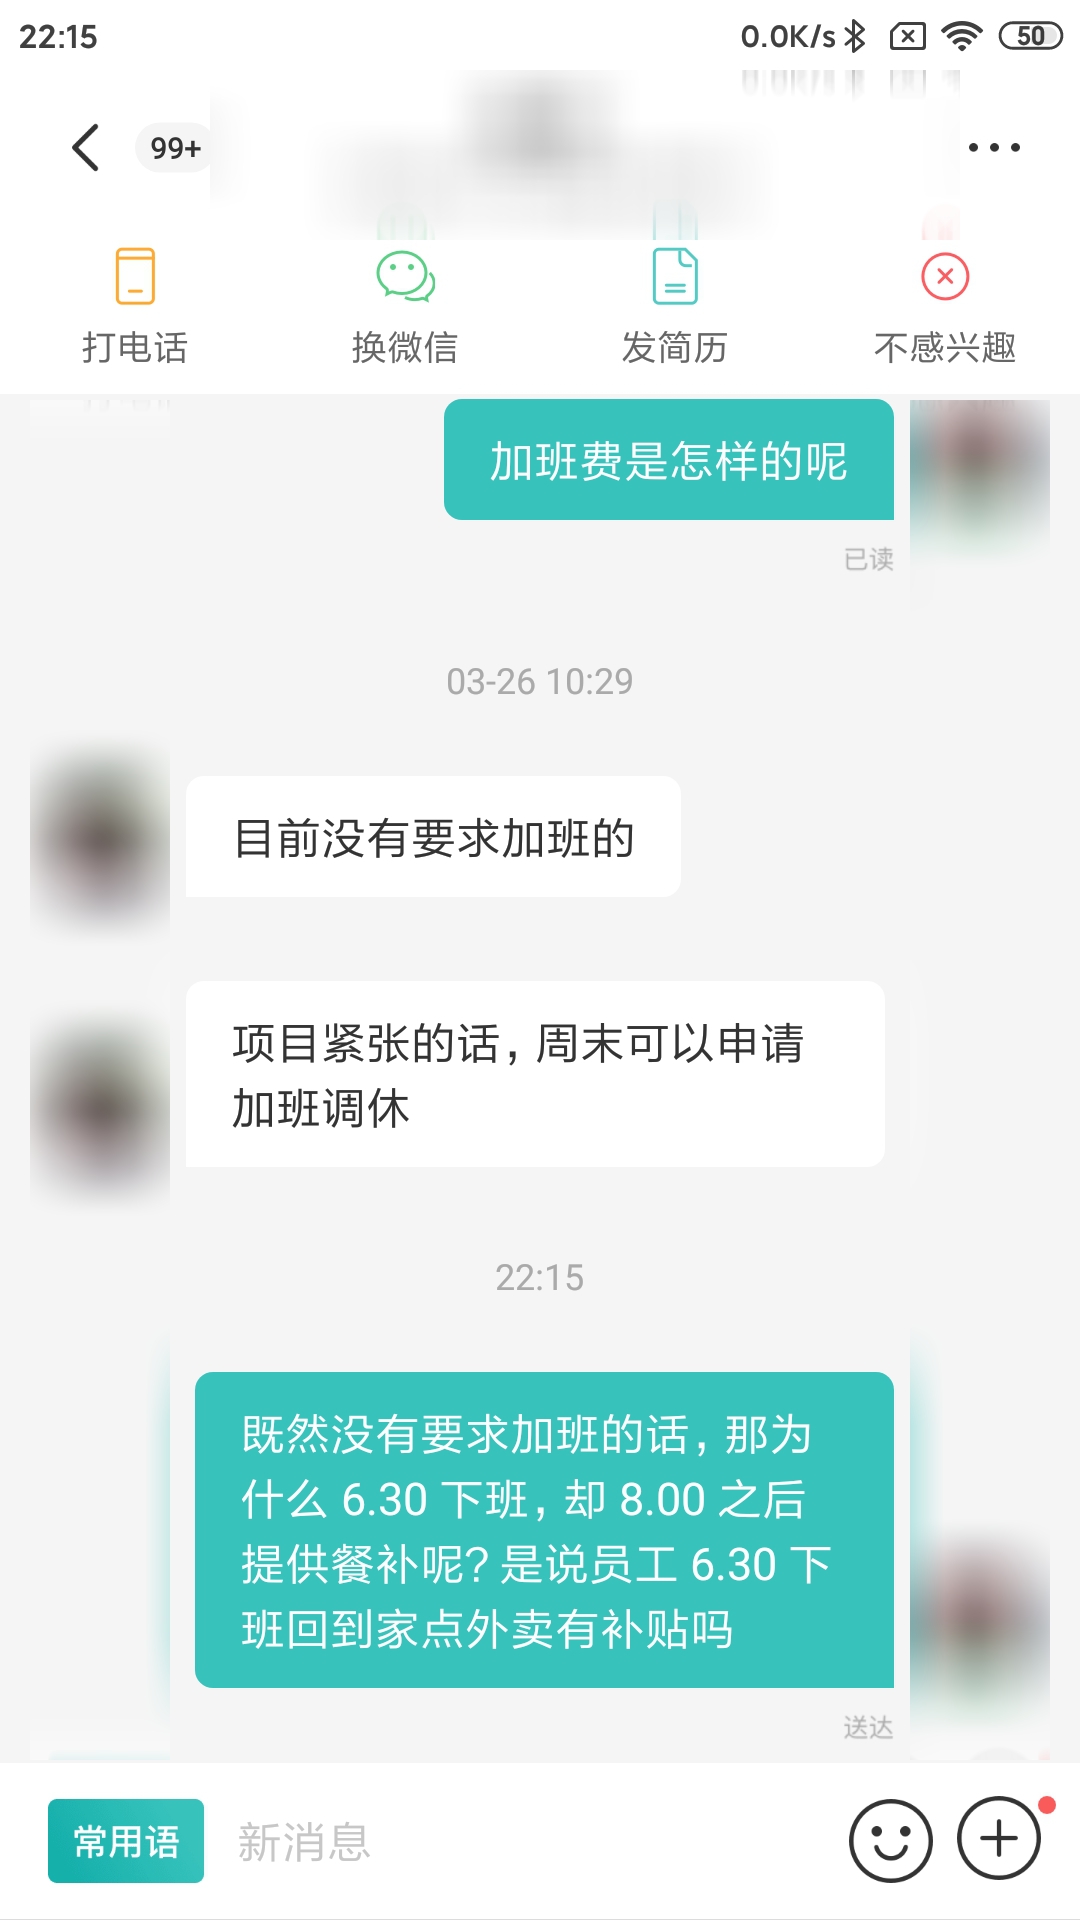 22:15
0.0K/s
50
99+
打电话
换微信
发简历
不感兴趣
加班费是怎样的呢
已读
03-26 10:29
目前没有要求加班的
项目紧张的话，周末可以申请
加班调休
22:15
既然没有要求加班的话，那为
什么 6.30 下班，却 8.00 之后
提供餐补呢？是说员工 6.30 下
班回到家点外卖有补贴吗
送达
常用语
新消息